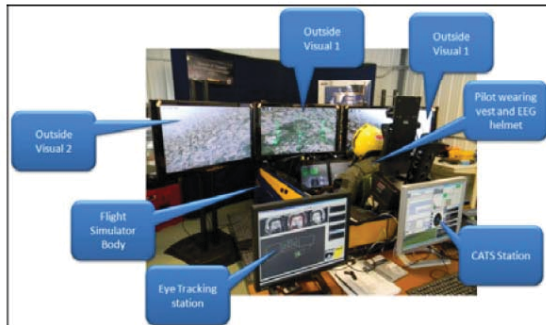 Outside
Visual 1
Outside
Visual 1
Pilot wearing
vest and EEG
helmet
Outside
Visual 2
Flight
Simulator
Body
CATS Station
Eye Tracking
station